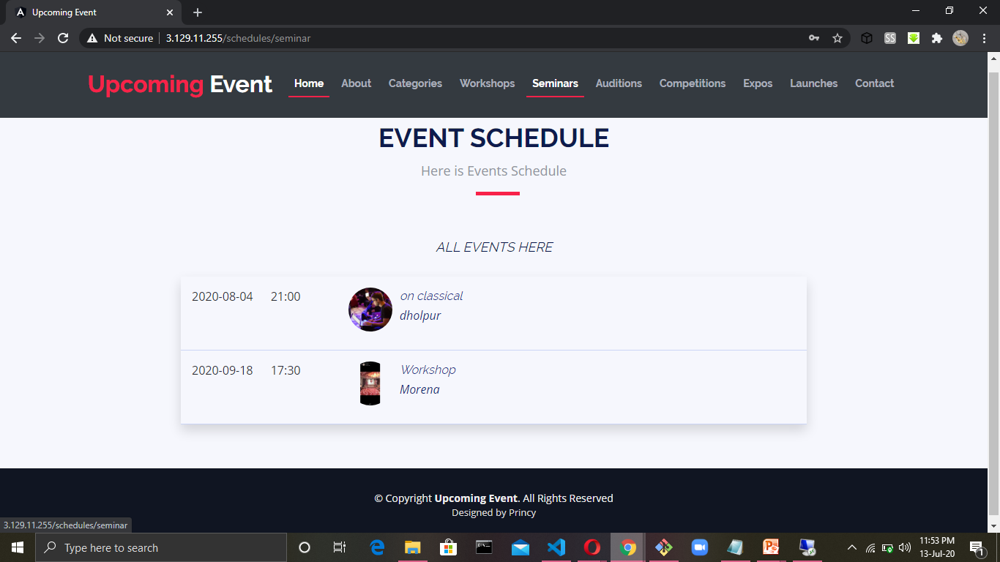 Upcoming Event
Not secure
3.129.11.255/schedules/seminar
SS
Upcoming Event
Home About Categories Workshops Seminars Auditions Competitions Expos Launches Contact
EVENT SCHEDULE
Here is Events Schedule
ALL EVENTS HERE
2020-08-04 21:00 on classical
dholpur
2020-09-18 17:30 Workshop
Morena
© Copyright Upcoming Event. All Rights Reserved
Designed by Princy
3.129.11.255/schedules/seminar
Type here to search
11:53 PM
13-Jul-20
1